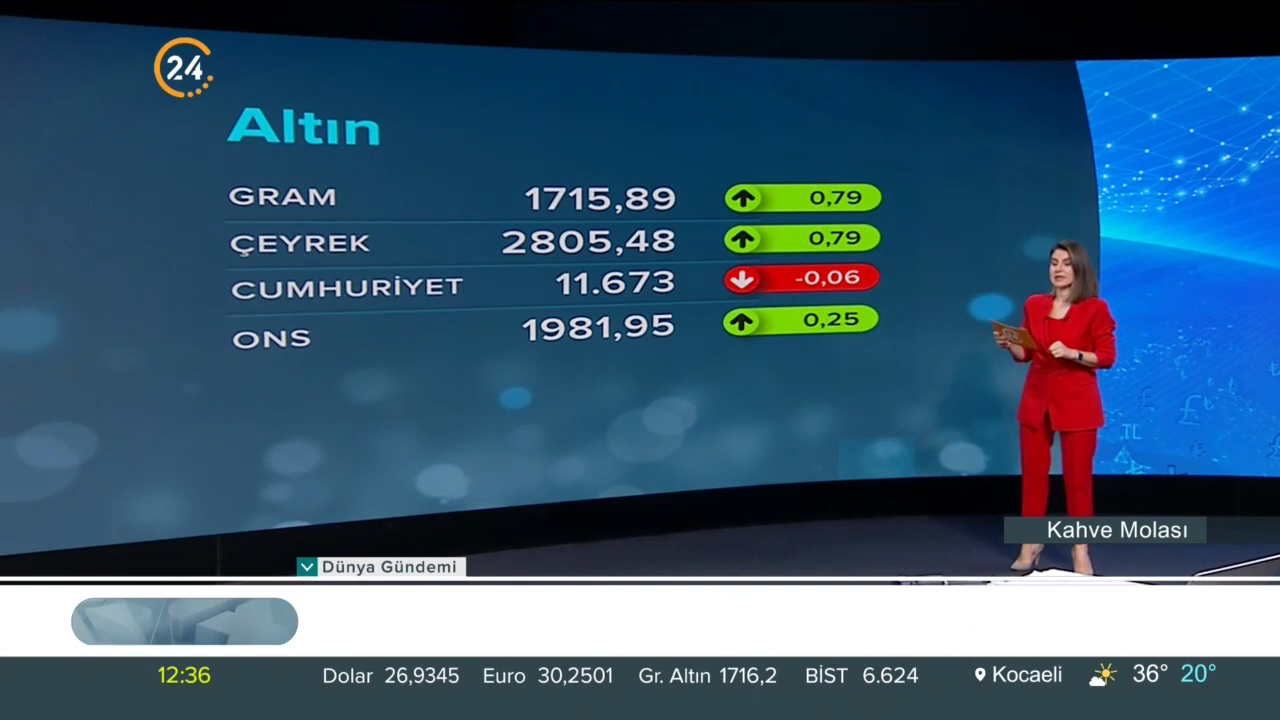 24
Altın
GRAM 1715,89 0,79
ÇEYREK 2805,48 0,79
CUMHURİYET 11.673 -0,06
ONS 1981,95 0,25
Kahve Molası
Dünya Gündemi
12:36 Dolar 26,9345 Euro 30,2501 Gr. Altın 1716,2 BİST 6.624 Kocaeli 36° 20°